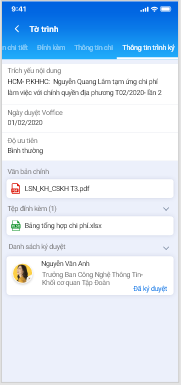 9:41
Tờ trình
n chi tiết Đính kèm Thông tin chi Thông tin trình ký
Trích yếu nội dung
HCM- P.KHHC: Nguyễn Quang Lâm tạm ứng chi phí
làm việc với chính quyền địa phương T02/2020- lần 2
Ngày duyệt Voffice
01/02/2020
Độ ưu tiên
Bình thường
Văn bản chính
LSN_KH_CSKH T3.pdf
Tệp đính kèm (1)
Bảng tổng hợp chi phí.xlsx
Danh sách ký duyệt
Nguyễn Vân Anh
Trưởng Ban Công Nghệ Thông Tin-
Khối cơ quan Tập Đoàn
Đã ký duyệt